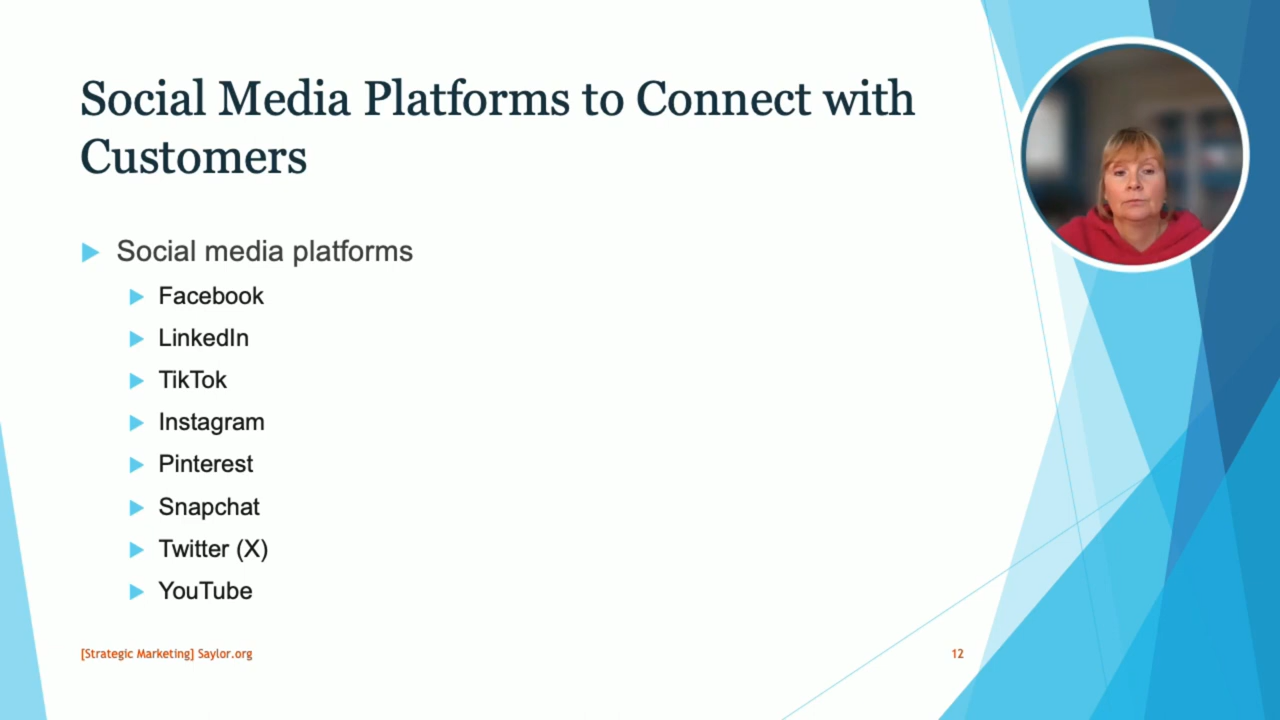 Social Media Platforms to Connect with
Customers
Social media platforms
Facebook
LinkedIn
TikTok
Instagram
Pinterest
Snapchat
Twitter (X)
YouTube
[Strategic Marketing] Saylor.org
12